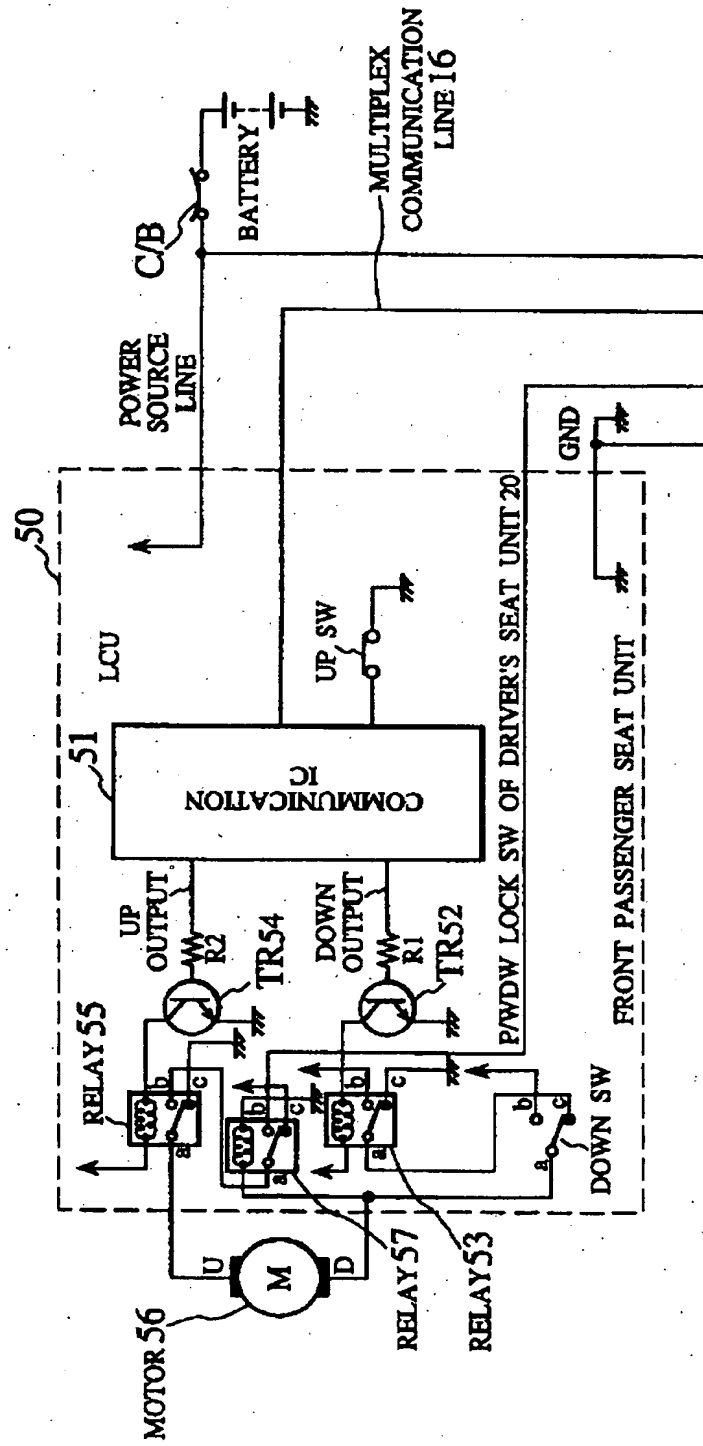 50
LCU
POWER
SOURCE
LINE
C/B
BATTERY
MULTIPLEX
COMMUNICATION
LINE 16
51
COMMUNICATION
IC
UP SW
UP
OUTPUT
R2
TR54
DOWN
OUTPUT
R1
TR52
RELAY 55
a
b
c
a
b
c
a
b
c
a
b
c
DOWN SW
P/WDW LOCK SW OF DRIVER'S SEAT UNIT 20
GND
FRONT PASSENGER SEAT UNIT
MOTOR 56
U
M
D
RELAY 57
RELAY 53